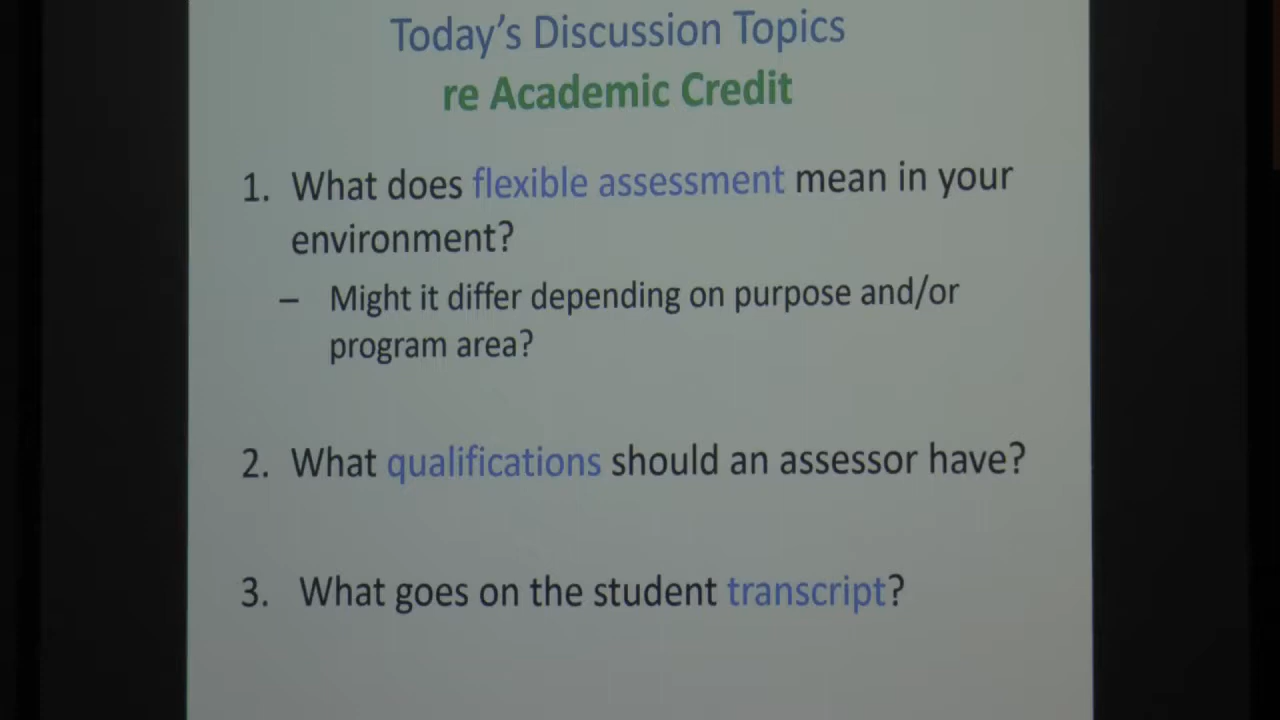 Today's Discussion Topics
re Academic Credit
1. What does flexible assessment mean in your
environment?
– Might it differ depending on purpose and/or
program area?
2. What qualifications should an assessor have?
3. What goes on the student transcript?